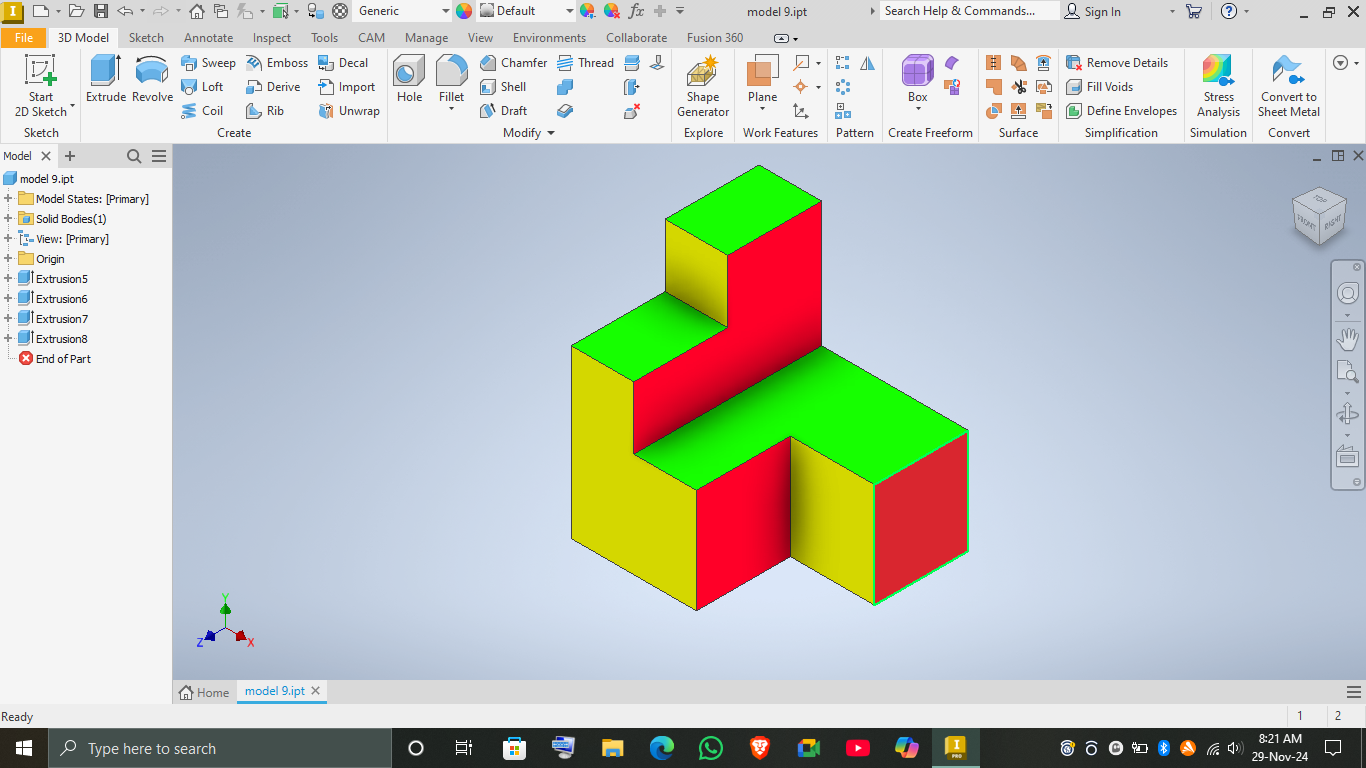 I Generic Default fx model 9.ipt Search Help & Commands... Sign In
File 3D Model Sketch Annotate Inspect Tools CAM Manage View Environments Collaborate Fusion 360
Start 2D Sketch
Extrude
Revolve
Sweep
Loft
Coil
Emboss
Derive
Rib
Decal
Import
Unwrap
Hole
Fillet
Chamfer
Shell
Draft
Thread
Shape Generator
Plane
Box
Remove Details
Fill Voids
Define Envelopes
Stress Analysis
Convert to Sheet Metal
Sketch Create Modify Explore Work Features Pattern Create Freeform Surface Simplification Simulation Convert
Model
model 9.ipt
Model States: [Primary]
Solid Bodies(1)
View: [Primary]
Origin
Extrusion5
Extrusion6
Extrusion7
Extrusion8
End of Part
TOP
FRONT
RIGHT
Y
Z
X
Home model 9.ipt
Ready 1 2
Type here to search
I PRO
8:21 AM
29-Nov-24